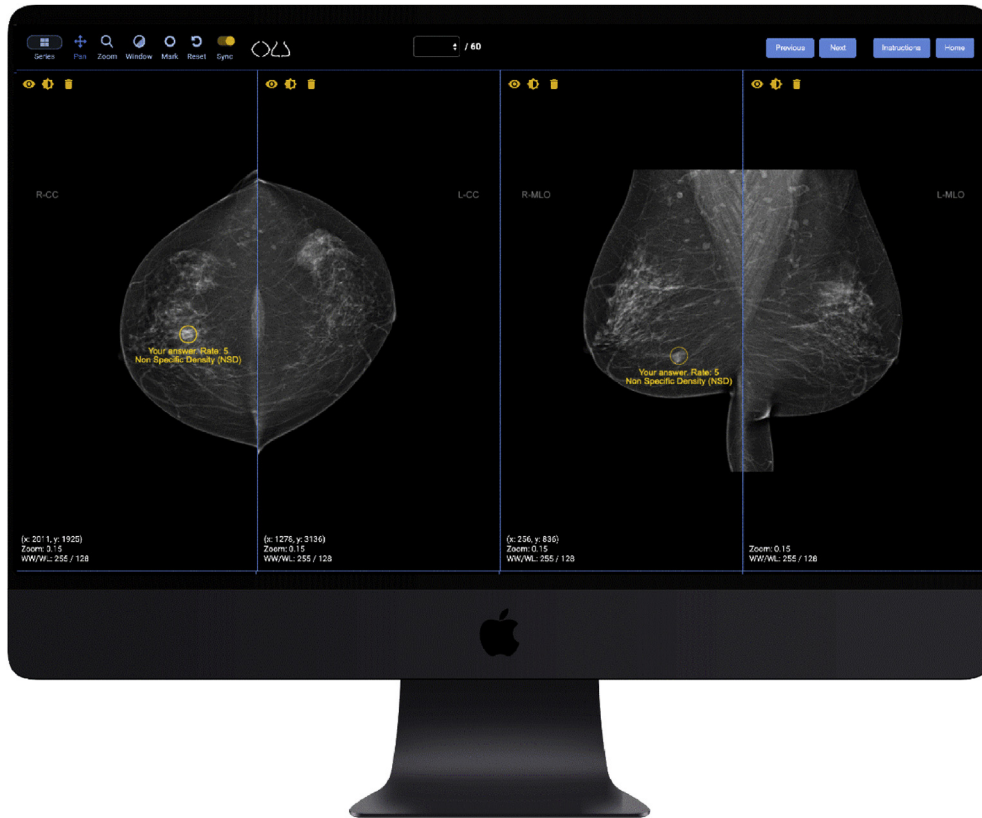 Series Pan Zoom Window Mark Reset Sync / 60 Previous Next Instructions Home
R-CC
L-CC
R-MLO
L-MLO
Your answer. Rate: 5.
Non Specific Density (NSD)
Your answer. Rate: 5
Non Specific Density (NSD)
(x: 2011, y: 1925)
Zoom: 0.15
WW/WL: 255 / 128
(x: 1278, y: 3136)
Zoom: 0.15
WW/WL: 255 / 128
(x: 256, y: 836)
Zoom: 0.15
WW/WL: 255 / 128
Zoom: 0.15
WW/WL: 255 / 128